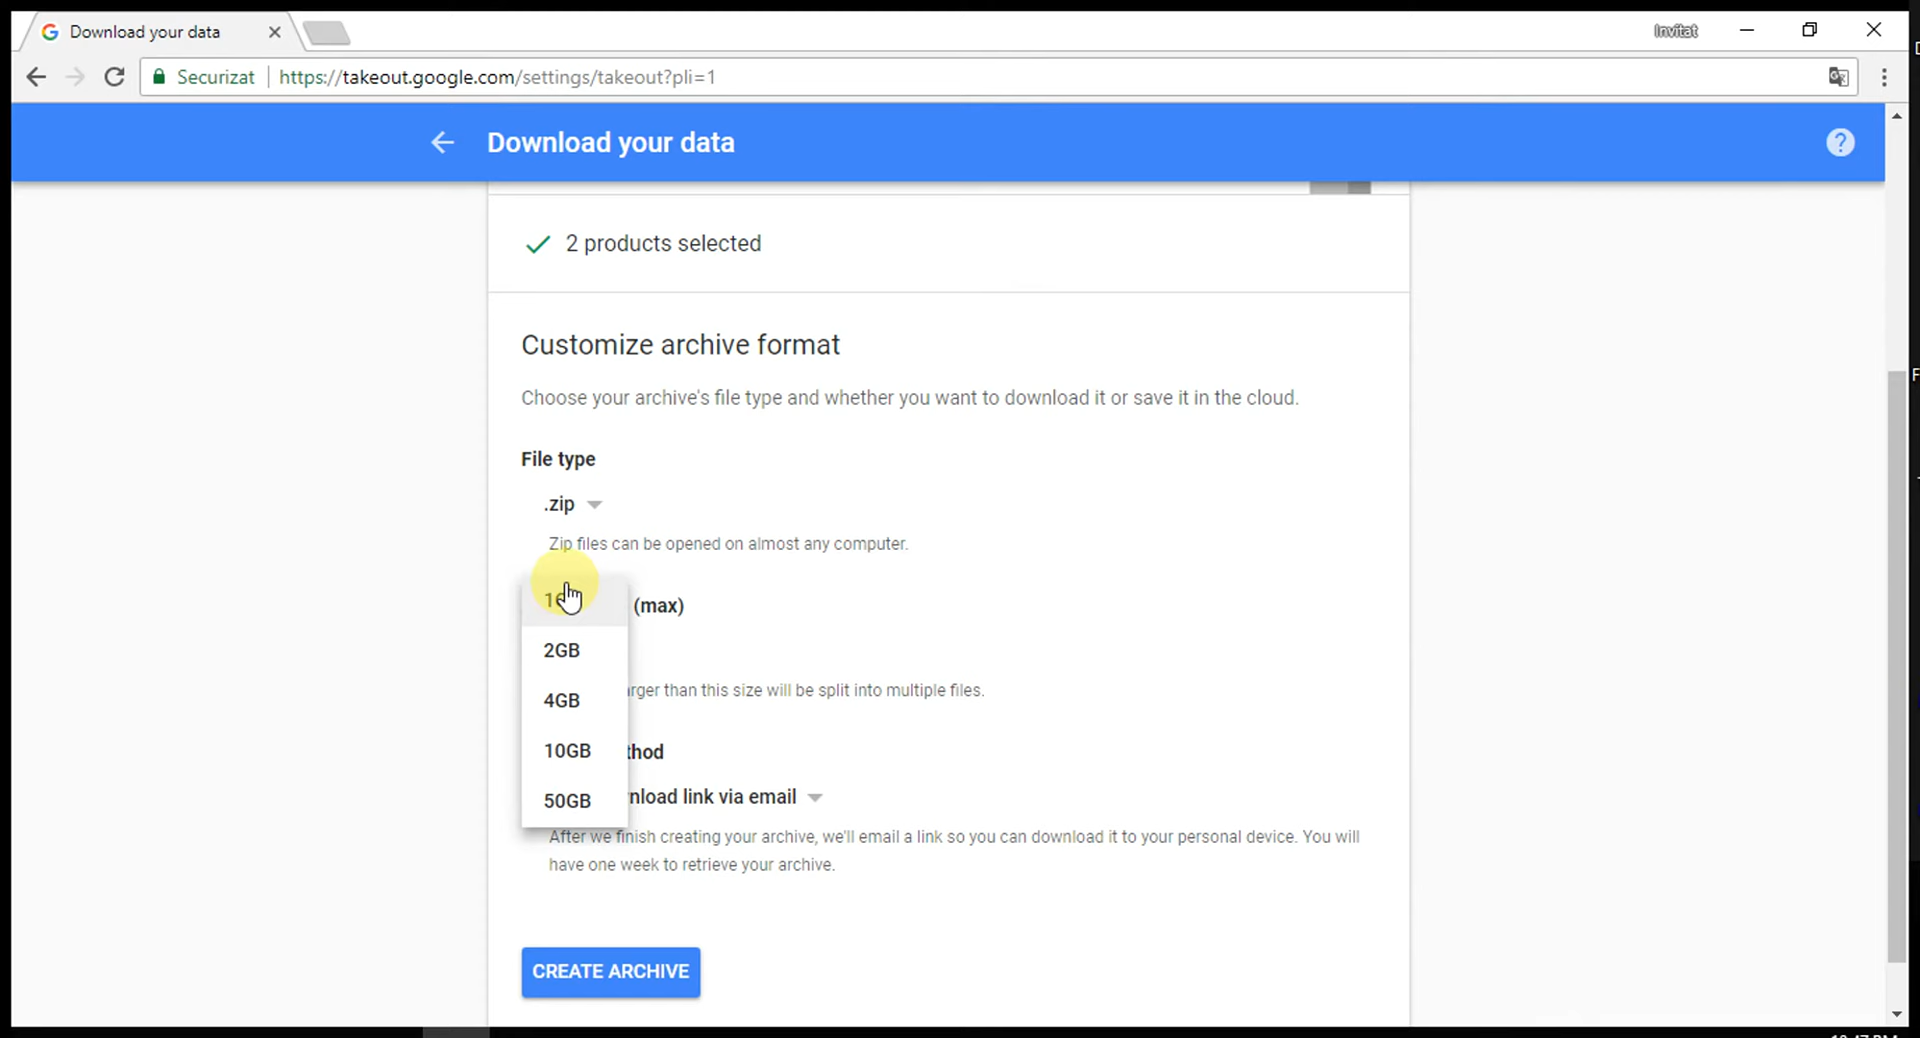 Download your data
Invitat
Securizat
https://takeout.google.com/settings/takeout?pli=1
Download your data
?
2 products selected
Customize archive format
Choose your archive's file type and whether you want to download it or save it in the cloud.
File type
.zip
Zip files can be opened on almost any computer.
(max)
2GB
than this size will be split into multiple files.
4GB
10GB
link via email
50GB
After we finish creating your archive, we'll email a link so you can download it to your personal device. You will
have one week to retrieve your archive.
CREATE ARCHIVE